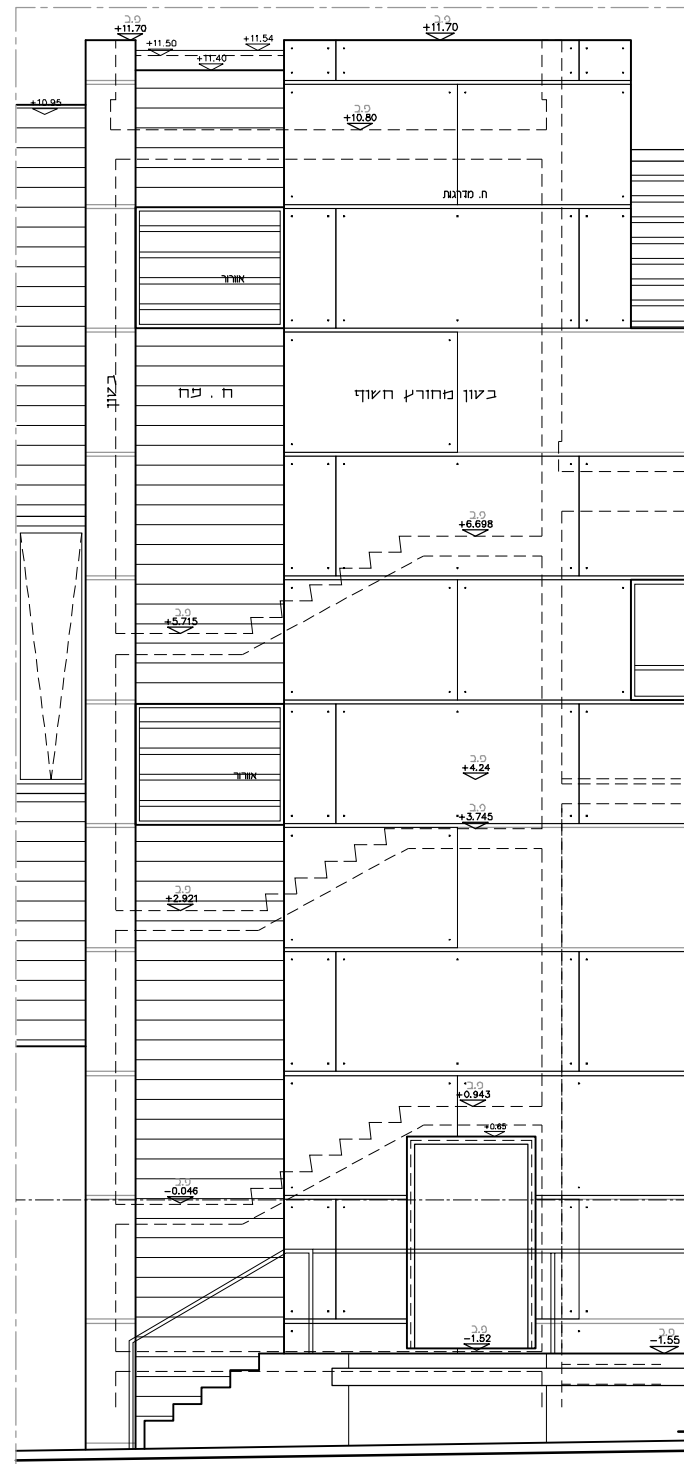 פ.ב
+11.70
פ.ב
+11.70
+11.50
+11.54
+11.40
+10.95
פ.ב
+10.80
ח. מדרגות
אוורור
בטון
ח. פח
בטון מחורץ חשוף
פ.ב
+6.698
פ.ב
+5.715
פ.ב
+4.24
אוורור
פ.ב
+3.745
פ.ב
+2.921
פ.ב
+0.943
+0.65
פ.ב
-0.046
פ.ב
-1.52
פ.ב
-1.55